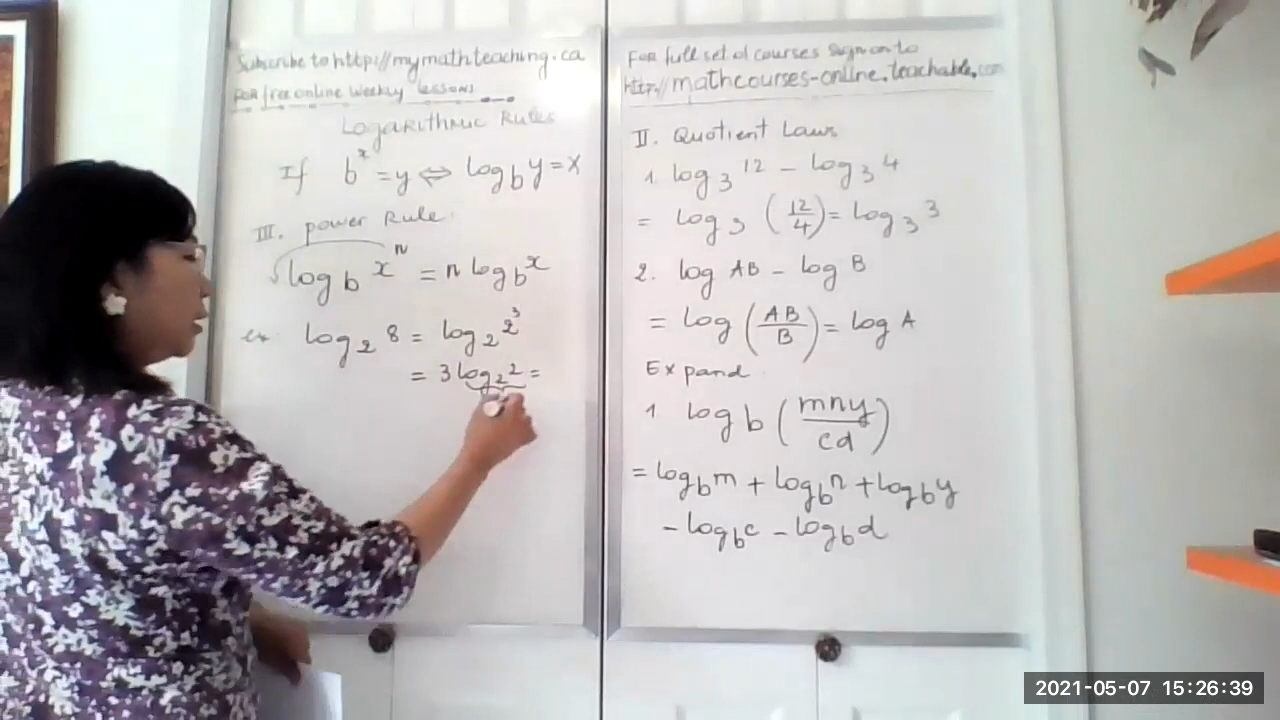 Subscribe to http://mymathteaching.ca
FOR free online weekly lessons
Logarithmic Rules
If b^x = y ⇔ log_b y = x
III. power Rule:
log_b x^n = n log_b x
ex: log_2 8 = log_2 2^3
= 3 log_2 2 =
For full set of courses sign on to
http://mathcourses-online.teachable.com
II. Quotient Laws
1. log_3 12 - log_3 4
= log_3 (12/4) = log_3 3
2. log AB - log B
= log (AB/B) = log A
Expand
1. log b (mny/cd)
= log_b m + log_b n + log_b y
- log_b c - log_b d
2021-05-07 15:26:39